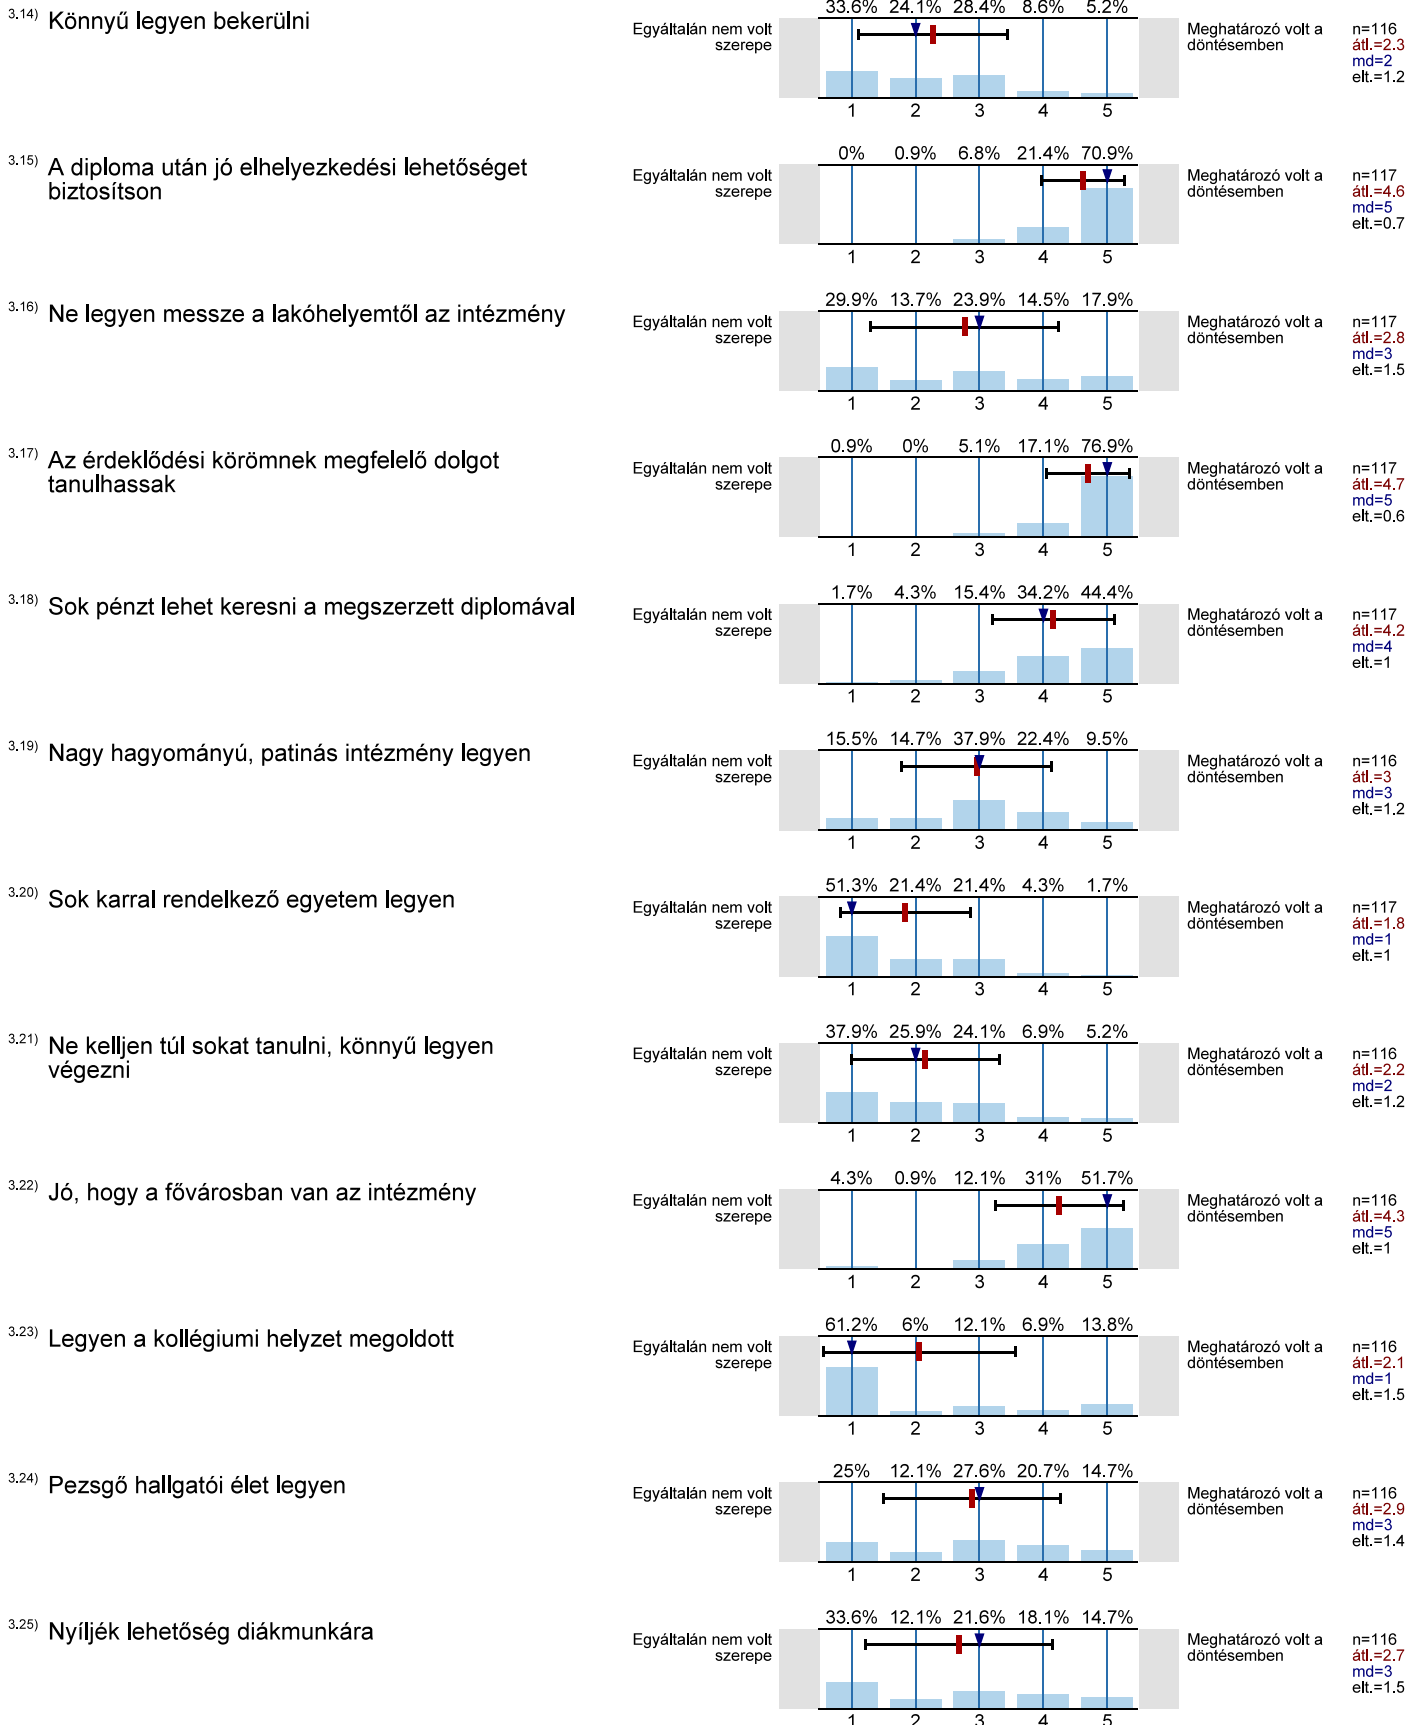 3.14) Könnyű legyen bekerülni
33.6% 24.1% 28.4% 8.6% 5.2%
Egyáltalán nem volt
szerepe
Meghatározó volt a
döntésemben
n=116
átl.=2.3
md=2
elt.=1.2
1 2 3 4 5
3.15) A diploma után jó elhelyezkedési lehetőséget
biztosítson
0% 0.9% 6.8% 21.4% 70.9%
Egyáltalán nem volt
szerepe
Meghatározó volt a
döntésemben
n=117
átl.=4.6
md=5
elt.=0.7
1 2 3 4 5
3.16) Ne legyen messze a lakóhelyemtől az intézmény
29.9% 13.7% 23.9% 14.5% 17.9%
Egyáltalán nem volt
szerepe
Meghatározó volt a
döntésemben
n=117
átl.=2.8
md=3
elt.=1.5
1 2 3 4 5
3.17) Az érdeklődési körömnek megfelelő dolgot
tanulhassak
0.9% 0% 5.1% 17.1% 76.9%
Egyáltalán nem volt
szerepe
Meghatározó volt a
döntésemben
n=117
átl.=4.7
md=5
elt.=0.6
1 2 3 4 5
3.18) Sok pénzt lehet keresni a megszerzett diplomával
1.7% 4.3% 15.4% 34.2% 44.4%
Egyáltalán nem volt
szerepe
Meghatározó volt a
döntésemben
n=117
átl.=4.2
md=4
elt.=1
1 2 3 4 5
3.19) Nagy hagyományú, patinás intézmény legyen
15.5% 14.7% 37.9% 22.4% 9.5%
Egyáltalán nem volt
szerepe
Meghatározó volt a
döntésemben
n=116
átl.=3
md=3
elt.=1.2
1 2 3 4 5
3.20) Sok karral rendelkező egyetem legyen
51.3% 21.4% 21.4% 4.3% 1.7%
Egyáltalán nem volt
szerepe
Meghatározó volt a
döntésemben
n=117
átl.=1.8
md=1
elt.=1
1 2 3 4 5
3.21) Ne kelljen túl sokat tanulni, könnyű legyen
végezni
37.9% 25.9% 24.1% 6.9% 5.2%
Egyáltalán nem volt
szerepe
Meghatározó volt a
döntésemben
n=116
átl.=2.2
md=2
elt.=1.2
1 2 3 4 5
3.22) Jó, hogy a fővárosban van az intézmény
4.3% 0.9% 12.1% 31% 51.7%
Egyáltalán nem volt
szerepe
Meghatározó volt a
döntésemben
n=116
átl.=4.3
md=5
elt.=1
1 2 3 4 5
3.23) Legyen a kollégiumi helyzet megoldott
61.2% 6% 12.1% 6.9% 13.8%
Egyáltalán nem volt
szerepe
Meghatározó volt a
döntésemben
n=116
átl.=2.1
md=1
elt.=1.5
1 2 3 4 5
3.24) Pezsgő hallgatói élet legyen
25% 12.1% 27.6% 20.7% 14.7%
Egyáltalán nem volt
szerepe
Meghatározó volt a
döntésemben
n=116
átl.=2.9
md=3
elt.=1.4
1 2 3 4 5
3.25) Nyíljék lehetőség diákmunkára
33.6% 12.1% 21.6% 18.1% 14.7%
Egyáltalán nem volt
szerepe
Meghatározó volt a
döntésemben
n=116
átl.=2.7
md=3
elt.=1.5
1 2 3 4 5